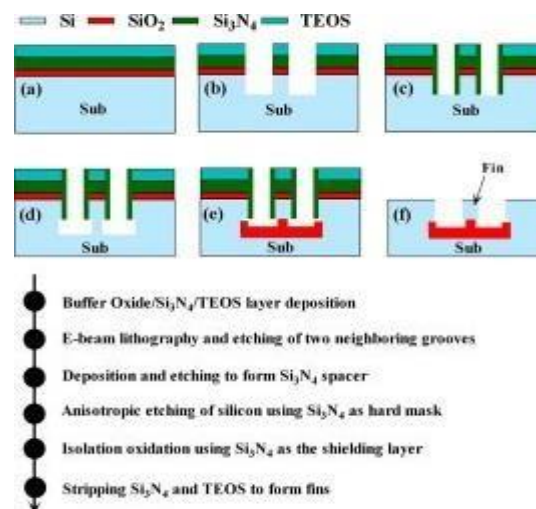 Si SiO₂ Si₃N₄ TEOS
(a) Sub
(b) Sub
(c) Sub
(d) Sub
(e) Sub
Fin
(f) Sub
Buffer Oxide/Si₃N₄/TEOS layer deposition
E-beam lithography and etching of two neighboring grooves
Deposition and etching to form Si₃N₄ spacer
Anisotropic etching of silicon using Si₃N₄ as hard mask
Isolation oxidation using Si₃N₄ as the shielding layer
Stripping Si₃N₄ and TEOS to form fins